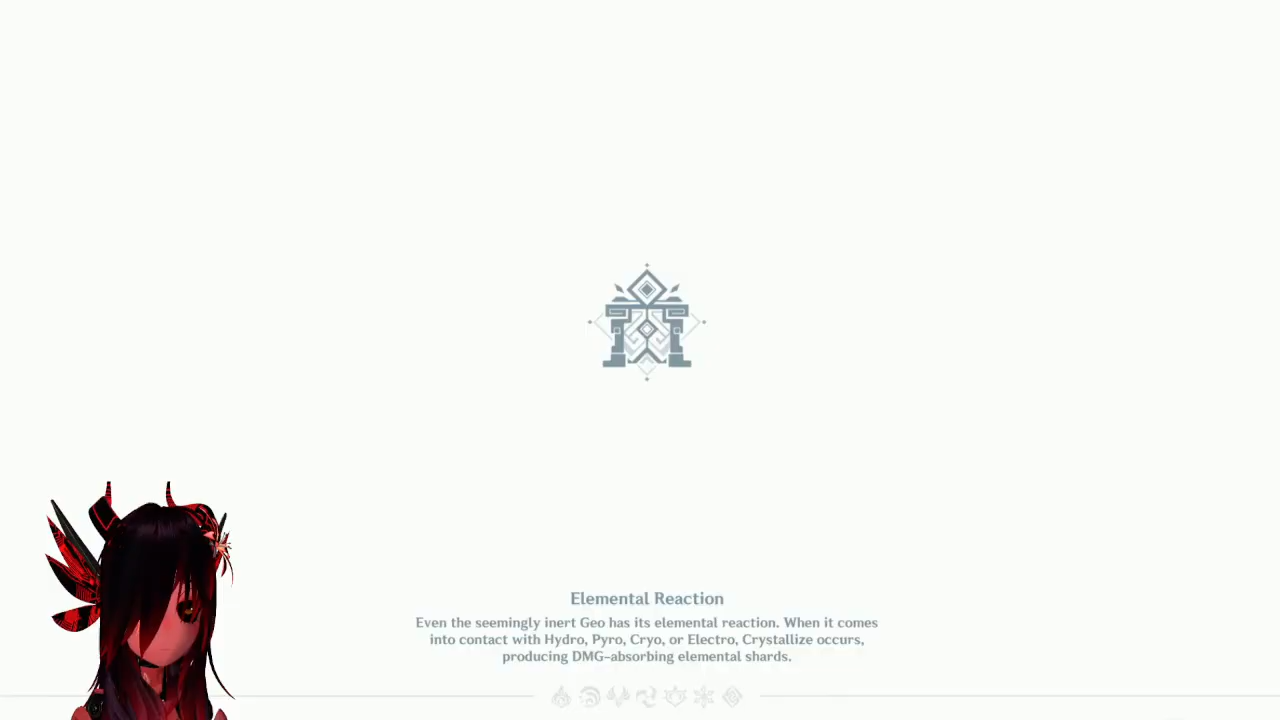 Elemental Reaction
Even the seemingly inert Geo has its elemental reaction. When it comes
into contact with Hydro, Pyro, Cryo, or Electro, Crystallize occurs,
producing DMG-absorbing elemental shards.